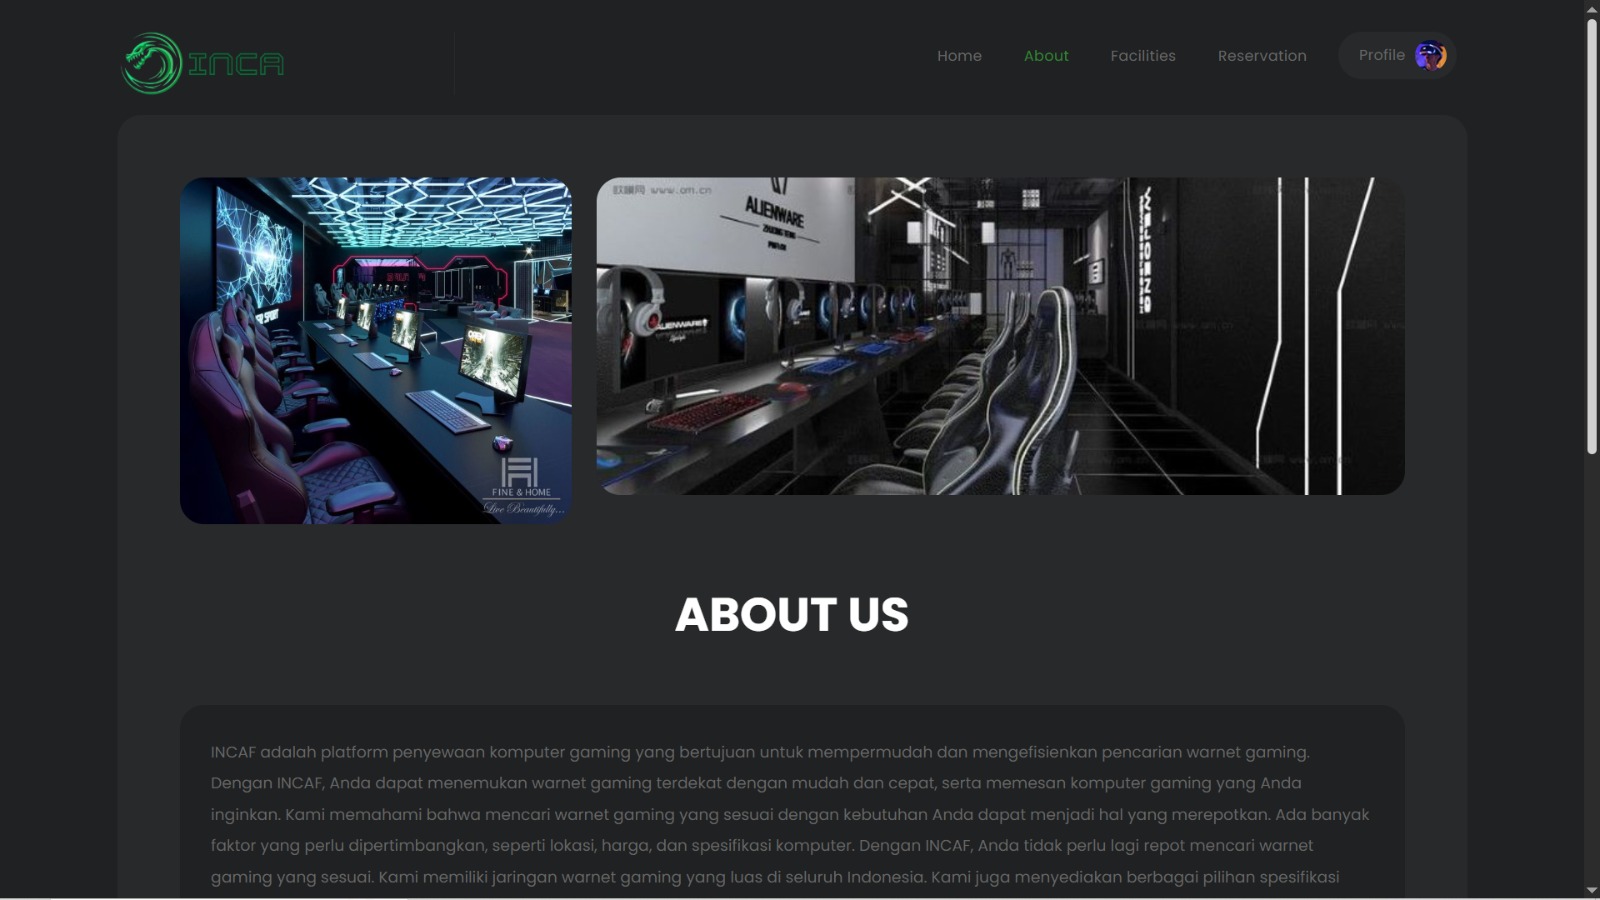 INCA
Home
About
Facilities
Reservation
Profile
FINE & HOME
Live Beautifully...
www.om.cn
ALIENWARE
ALIENWARE
ABOUT US
INCAF adalah platform penyewaan komputer gaming yang bertujuan untuk mempermudah dan mengefisienkan pencarian warnet gaming.
Dengan INCAF, Anda dapat menemukan warnet gaming terdekat dengan mudah dan cepat, serta memesan komputer gaming yang Anda
inginkan. Kami memahami bahwa mencari warnet gaming yang sesuai dengan kebutuhan Anda dapat menjadi hal yang merepotkan. Ada banyak
faktor yang perlu dipertimbangkan, seperti lokasi, harga, dan spesifikasi komputer. Dengan INCAF, Anda tidak perlu lagi repot mencari warnet
gaming yang sesuai. Kami memiliki jaringan warnet gaming yang luas di seluruh Indonesia. Kami juga menyediakan berbagai pilihan spesifikasi